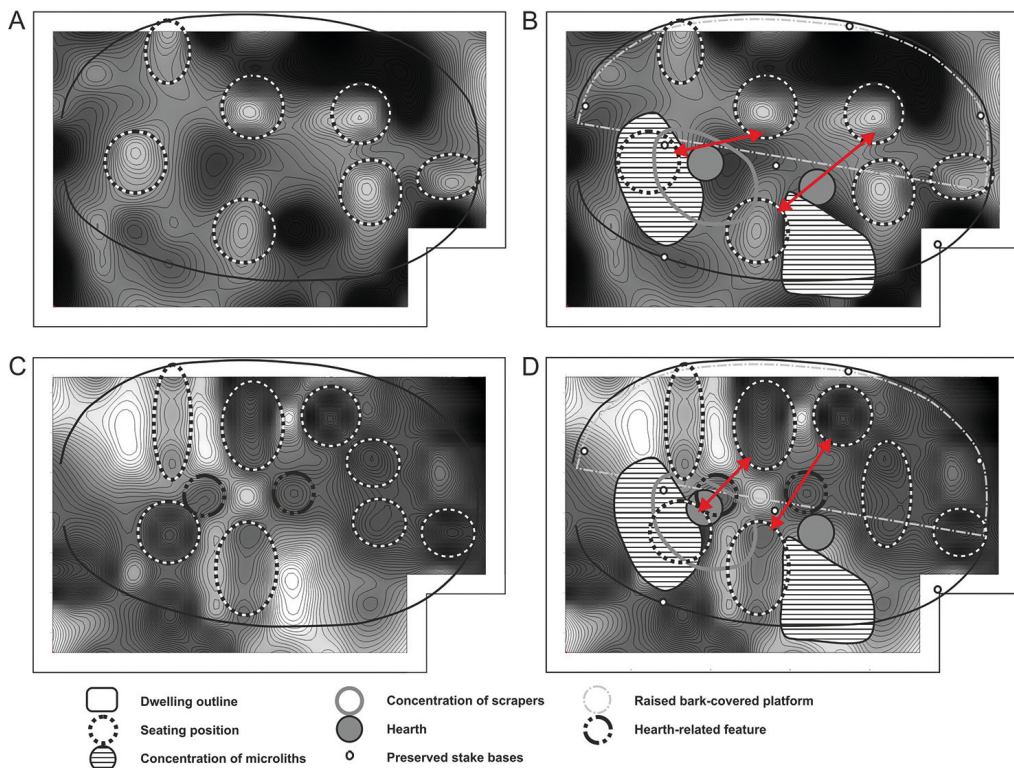 A
B
C
D
Dwelling outline
Seating position
Concentration of microliths
Concentration of scrapers
Hearth
Preserved stake bases
Raised bark-covered platform
Hearth-related feature